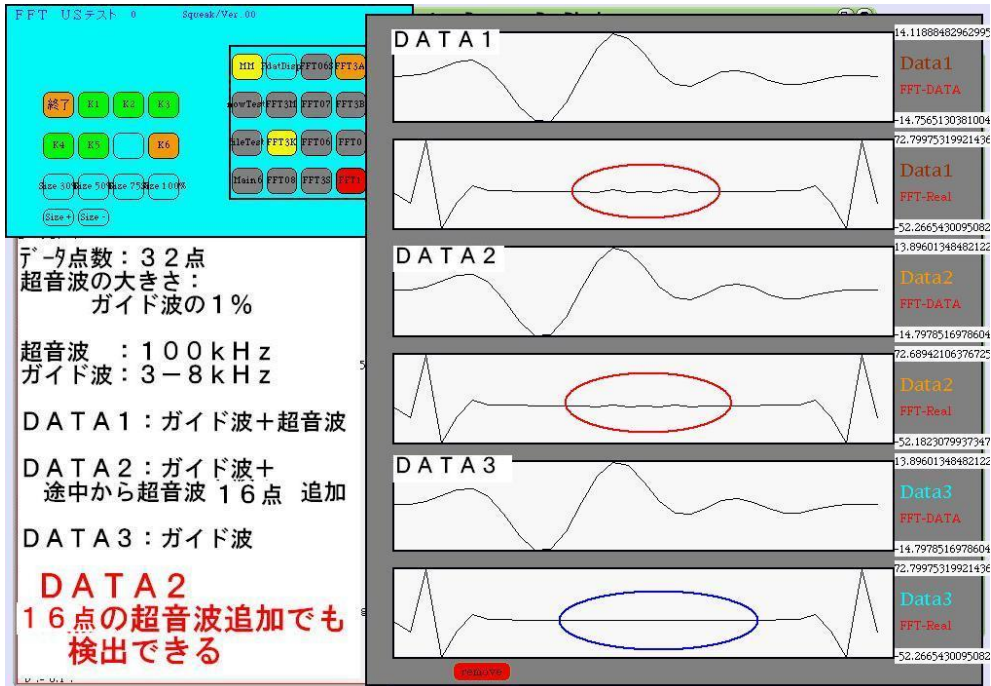 FFT USテスト 0 Squeak/Ver.00
MM FFT06S FFT3A
FFT3M FFT07 FFT3B
FFT3K FFT06 FFT0
Main6 FFT08 FFT3S
終了 K1 K2 K3
K4 K5 K6
Size 100%
Size + Size -
データ点数：32点
超音波の大きさ：
ガイド波の1%
超音波 ：100kHz
ガイド波：3－8kHz
DATA1：ガイド波＋超音波
DATA2：ガイド波＋
途中から超音波 16点 追加
DATA3：ガイド波
DATA2
16点の超音波追加でも
検出できる
DATA1
14.11888482962995
Data1
FFT-DATA
-14.7565130381004
72.79975319921436
Data1
FFT-Real
-52.2665430095082
DATA2
13.89601348482122
Data2
FFT-DATA
-14.7978516978604
72.68942106376725
Data2
FFT-Real
-52.1823079937347
DATA3
13.89601348482122
Data3
FFT-DATA
-14.7978516978604
72.79975319921436
Data3
FFT-Real
-52.2665430095082
remove